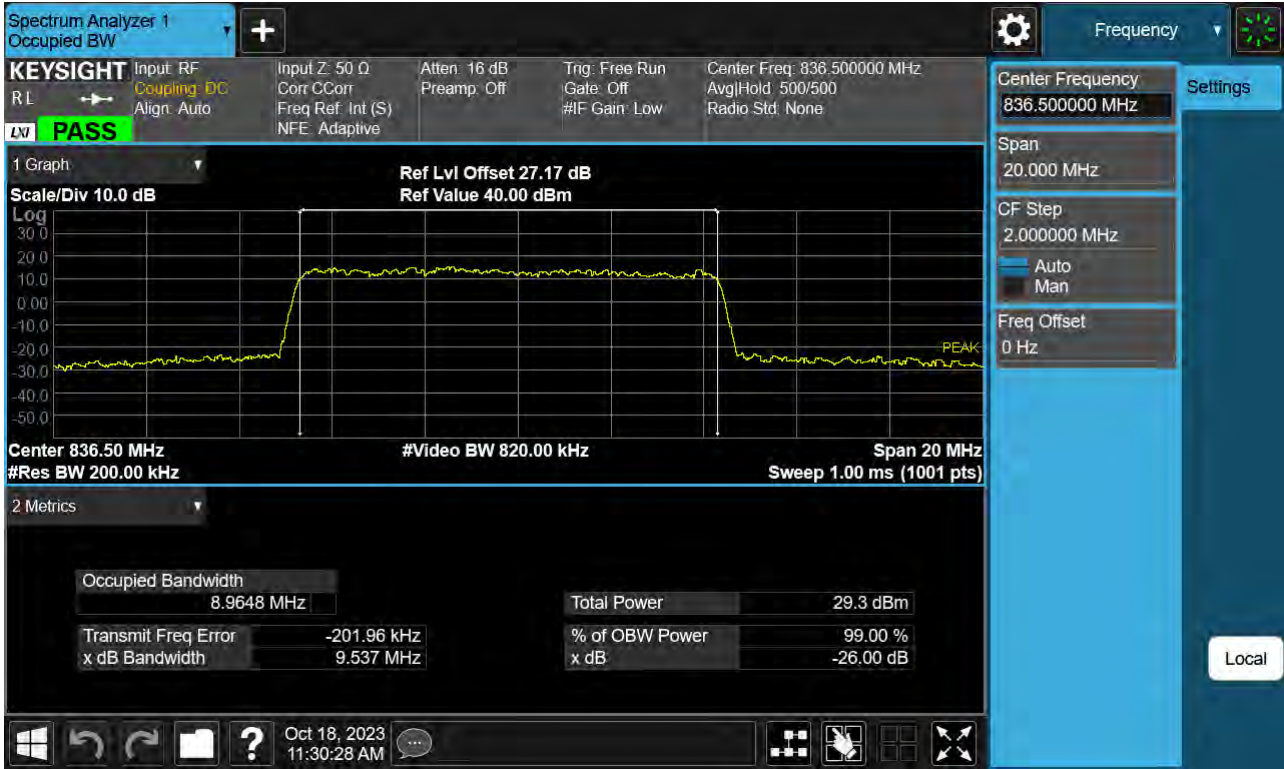 Spectrum Analyzer 1
Occupied BW
+
Frequency
KEYSIGHT
RL
LXI
PASS
Input: RF
Coupling: DC
Align: Auto
Input Z: 50 Ω
Corr CCorr
Freq Ref: Int (S)
NFE: Adaptive
Atten: 16 dB
Preamp: Off
Trig: Free Run
Gate: Off
#IF Gain: Low
Center Freq: 836.500000 MHz
Avg|Hold: 500/500
Radio Std: None
1 Graph
Scale/Div 10.0 dB
Ref Lvl Offset 27.17 dB
Ref Value 40.00 dBm
Log
30.0
20.0
10.0
0.00
-10.0
-20.0
-30.0
-40.0
-50.0
PEAK
Center 836.50 MHz
#Video BW 820.00 kHz
Span 20 MHz
#Res BW 200.00 kHz
Sweep 1.00 ms (1001 pts)
2 Metrics
Occupied Bandwidth
8.9648 MHz
Total Power 29.3 dBm
Transmit Freq Error -201.96 kHz
% of OBW Power 99.00 %
x dB Bandwidth 9.537 MHz
x dB -26.00 dB
Center Frequency
836.500000 MHz
Span
20.000 MHz
CF Step
2.000000 MHz
Auto
Man
Freq Offset
0 Hz
Settings
Local
?
Oct 18, 2023
11:30:28 AM